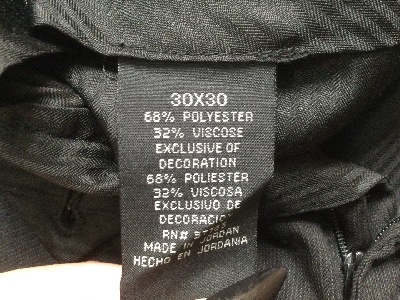 30X30
68% POLYESTER
32% VISCOSE
EXCLUSIVE OF
DECORATION
68% POLIESTER
32% VISCOSA
EXCLUSIVO DE
DECORACION
RN#
MADE IN JORDAN
HECHO EN JORDANIA